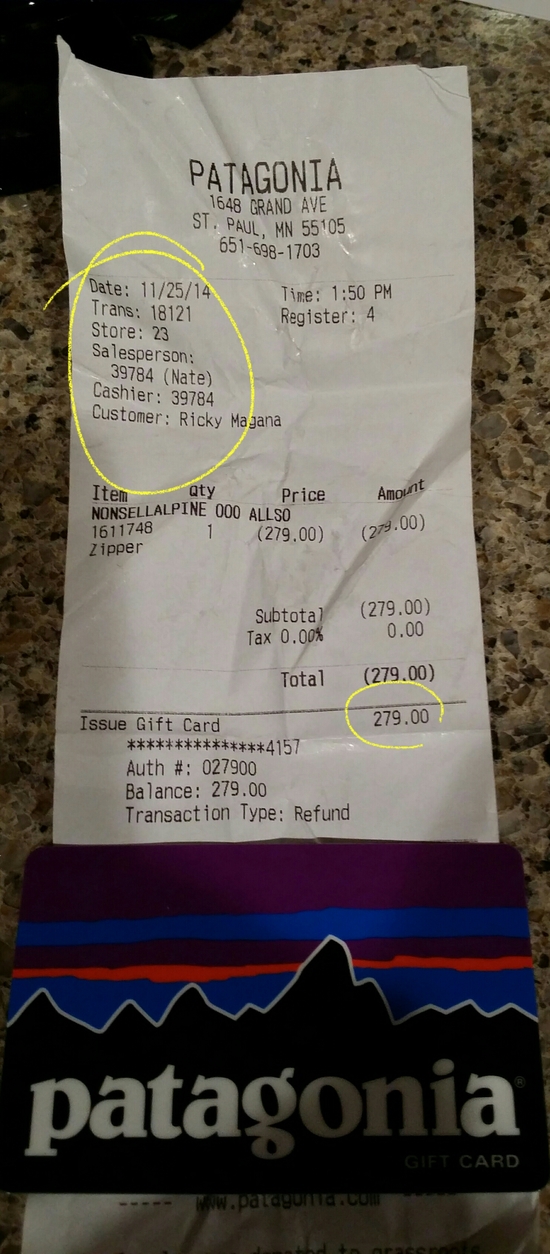 PATAGONIA
1648 GRAND AVE
ST. PAUL, MN 55105
651-698-1703
Date: 11/25/14 Time: 1:50 PM
Trans: 18121 Register: 4
Store: 23
Salesperson:
39784 (Nate)
Cashier: 39784
Customer: Ricky Magana
Item Qty Price Amount
NONSELLALPINE 000 ALLSO
1611748 1 (279.00) (279.00)
Zipper
Subtotal (279.00)
Tax 0.00% 0.00
Total (279.00)
Issue Gift Card 279.00
***************4157
Auth #: 027900
Balance: 279.00
Transaction Type: Refund
patagonia®
GIFT CARD
----- www.patagonia.com -----